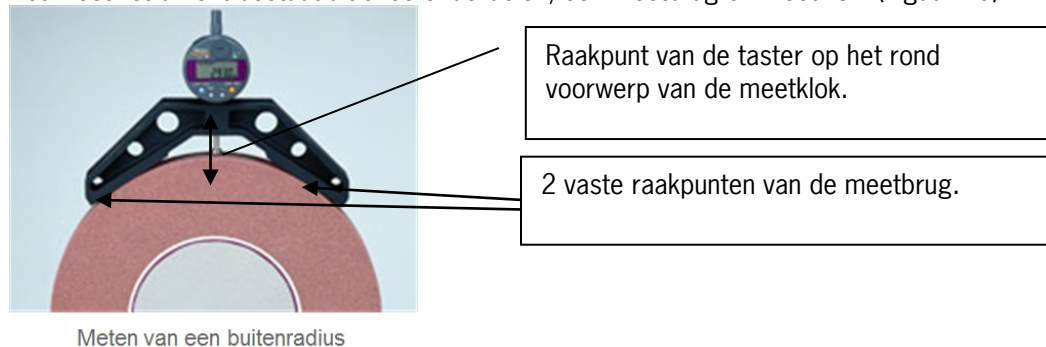 Raakpunt van de taster op het rond
voorwerp van de meetklok.
2 vaste raakpunten van de meetbrug.
Meten van een buitenradius